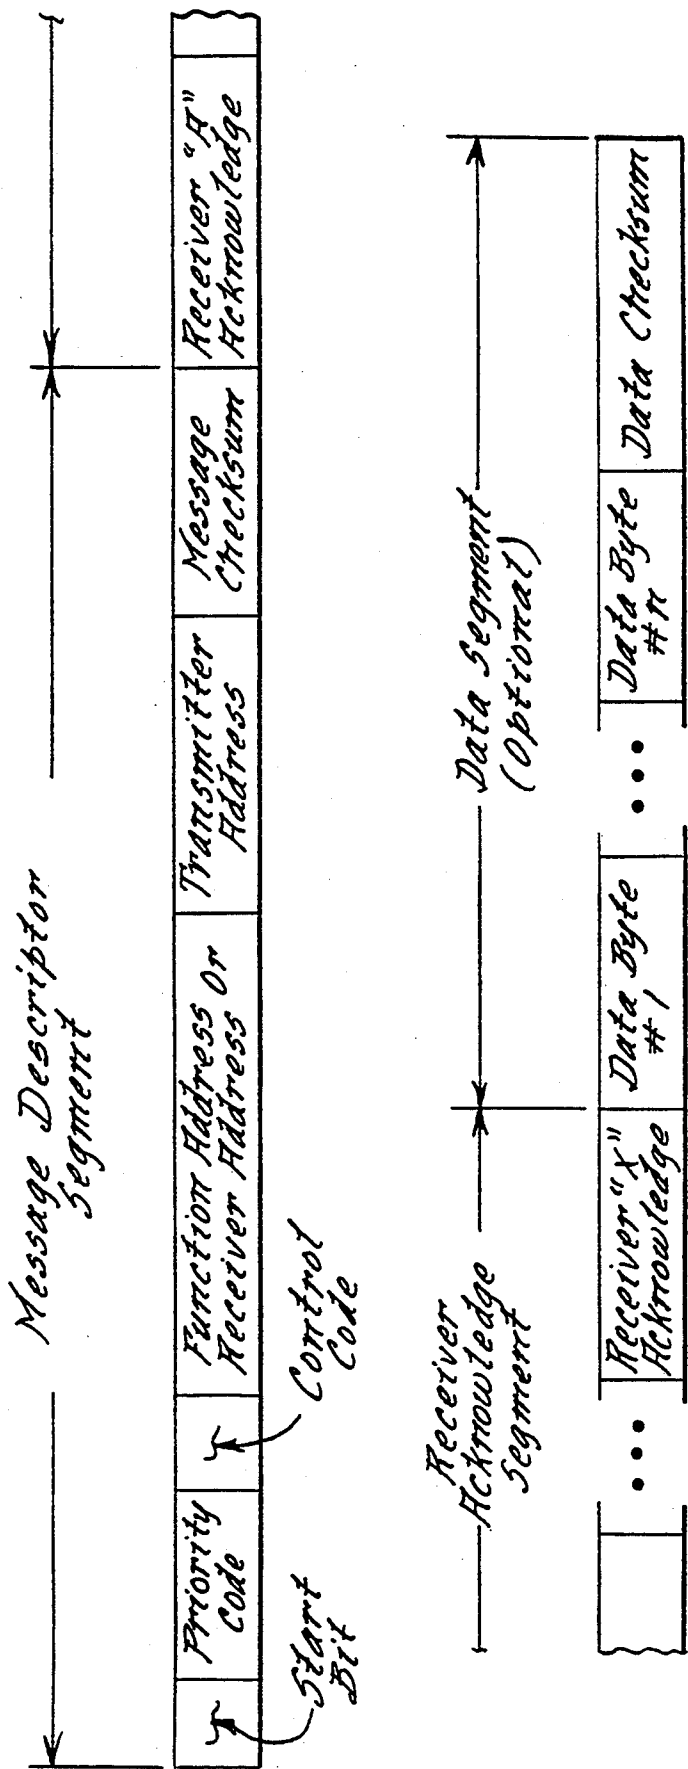 Message Descriptor
Segment
Priority
Code
Function Address Or
Receiver Address
Transmitter
Address
Message
Checksum
Receiver "A"
Acknowledge
Start
Bit
Control
Code
Receiver
Acknowledge
Segment
Data Segment
(Optional)
Receiver "X"
Acknowledge
Data Byte
#1
Data Byte
#n
Data Checksum